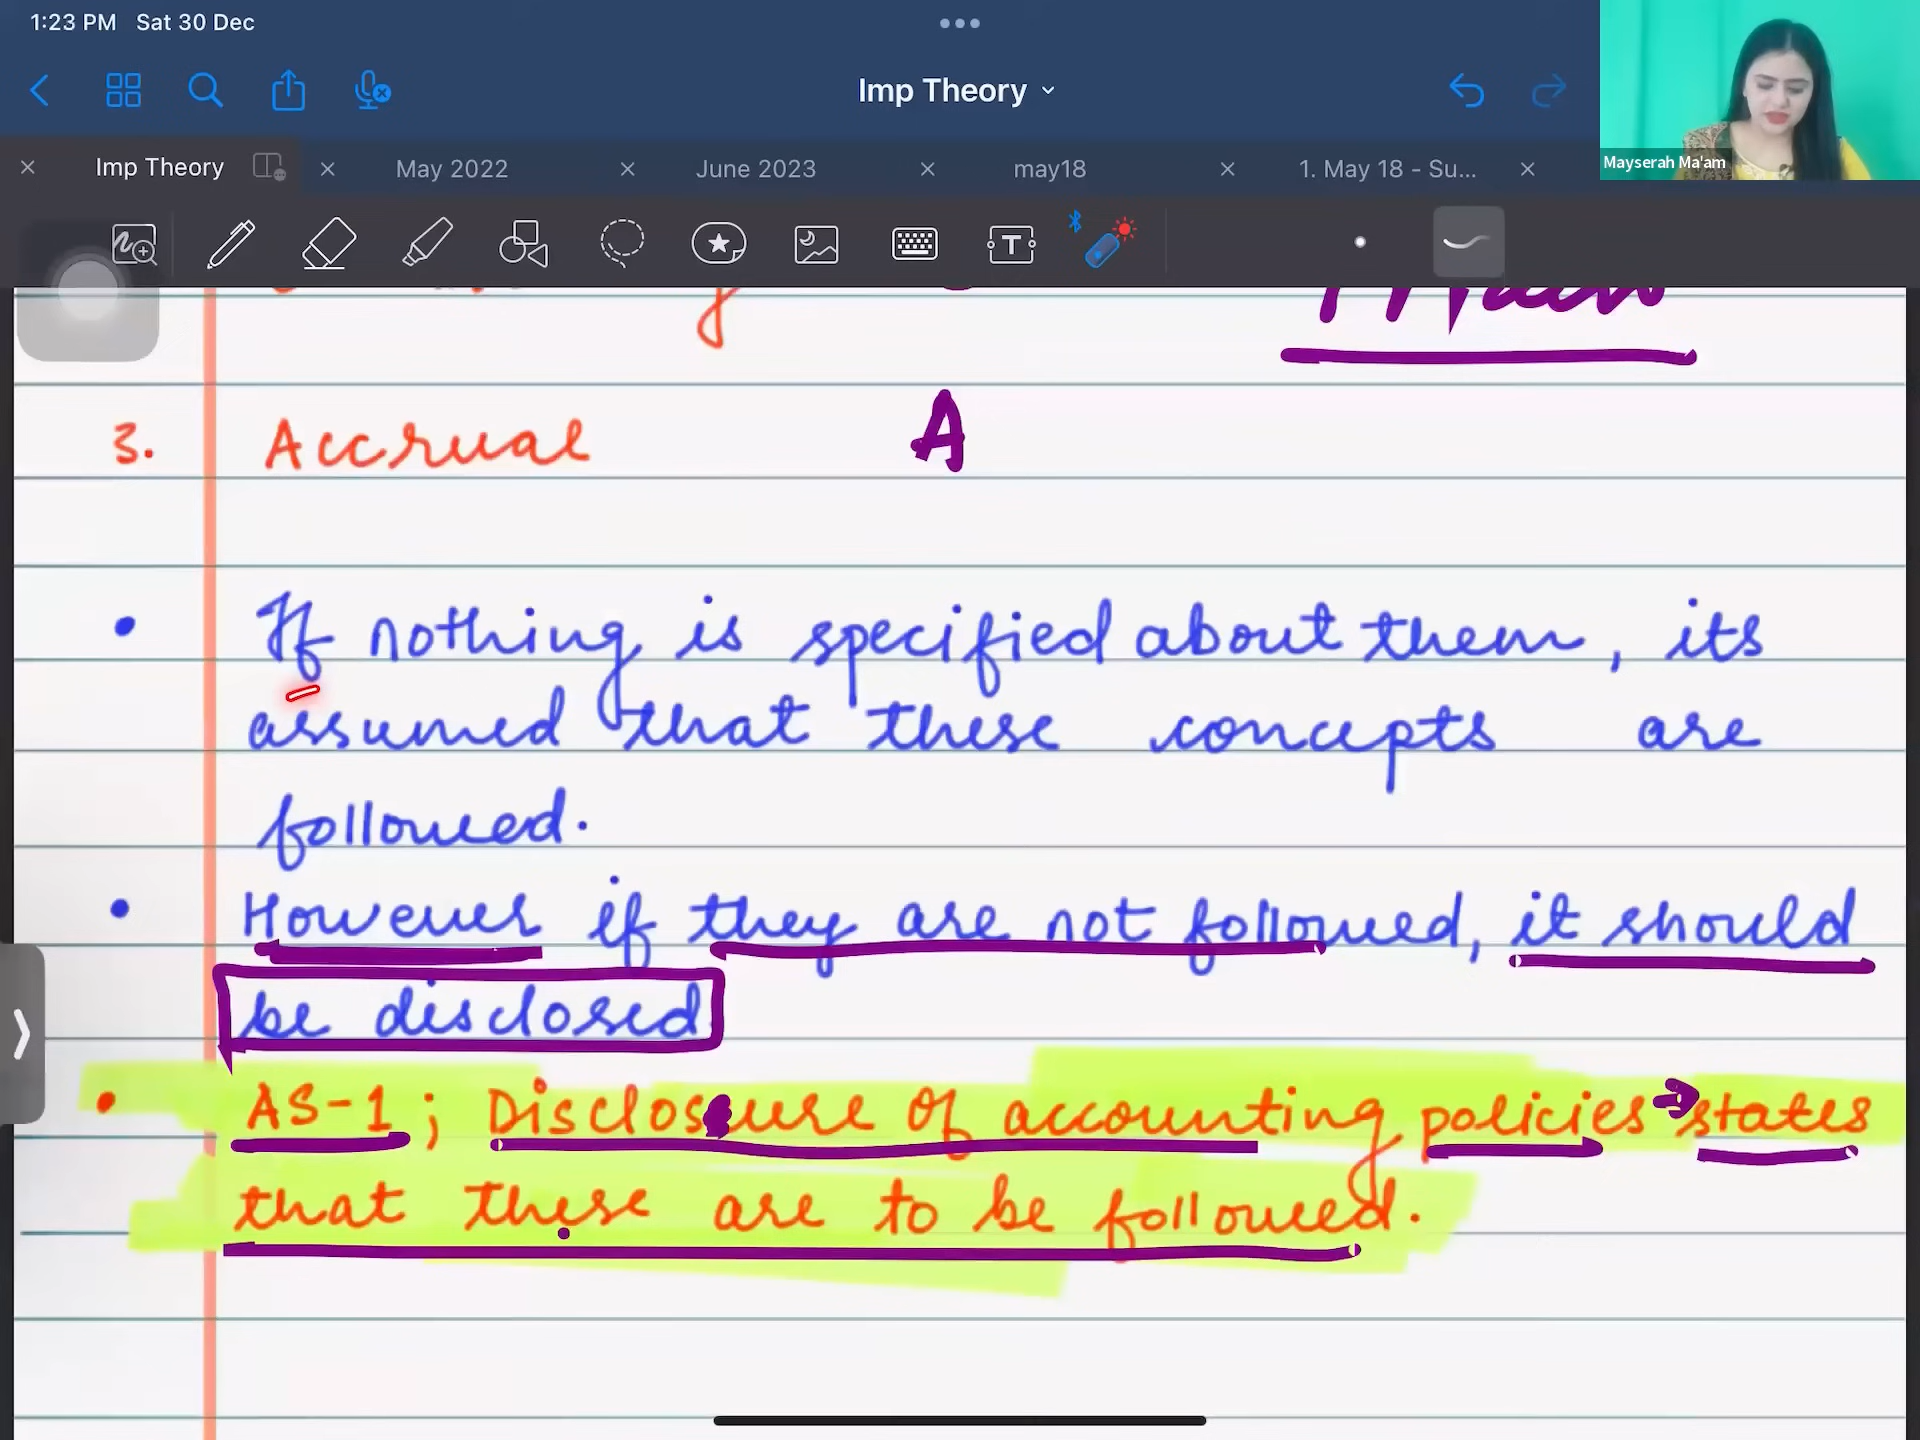 1:23 PM Sat 30 Dec
Imp Theory
Mayserah Ma'am
Imp Theory
May 2022
June 2023
may18
1. May 18 - Su...
T
3. Accrual A
• If nothing is specified about them, its
assumed that these concepts are
followed.
• However if they are not followed, it should
be disclosed
• AS-1; Disclosure of accounting policies → states
that these are to be followed.